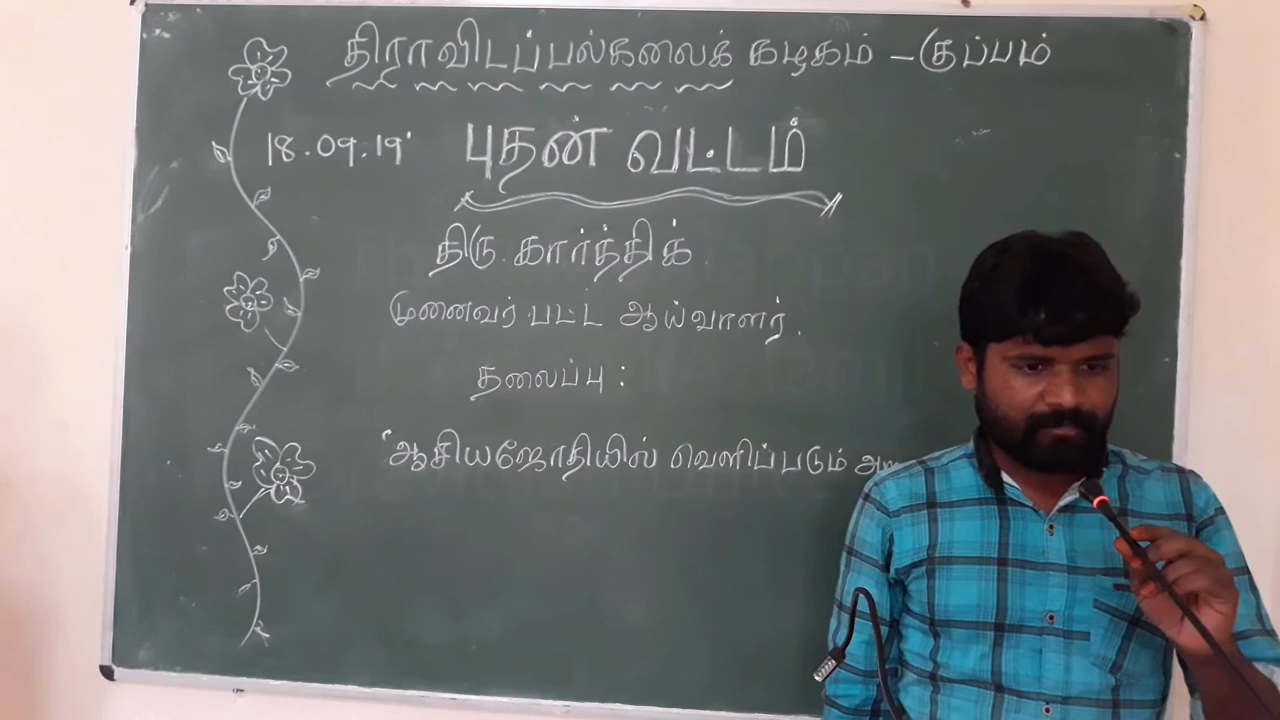 திராவிடப்பல்கலைக் கழகம் - குப்பம்
18.09.19 புதன் வட்டம்
திரு. கார்த்திக்.
முனைவர் பட்ட ஆய்வாளர்.
தலைப்பு :
'ஆசியஜோதியில் வெளிப்படும்